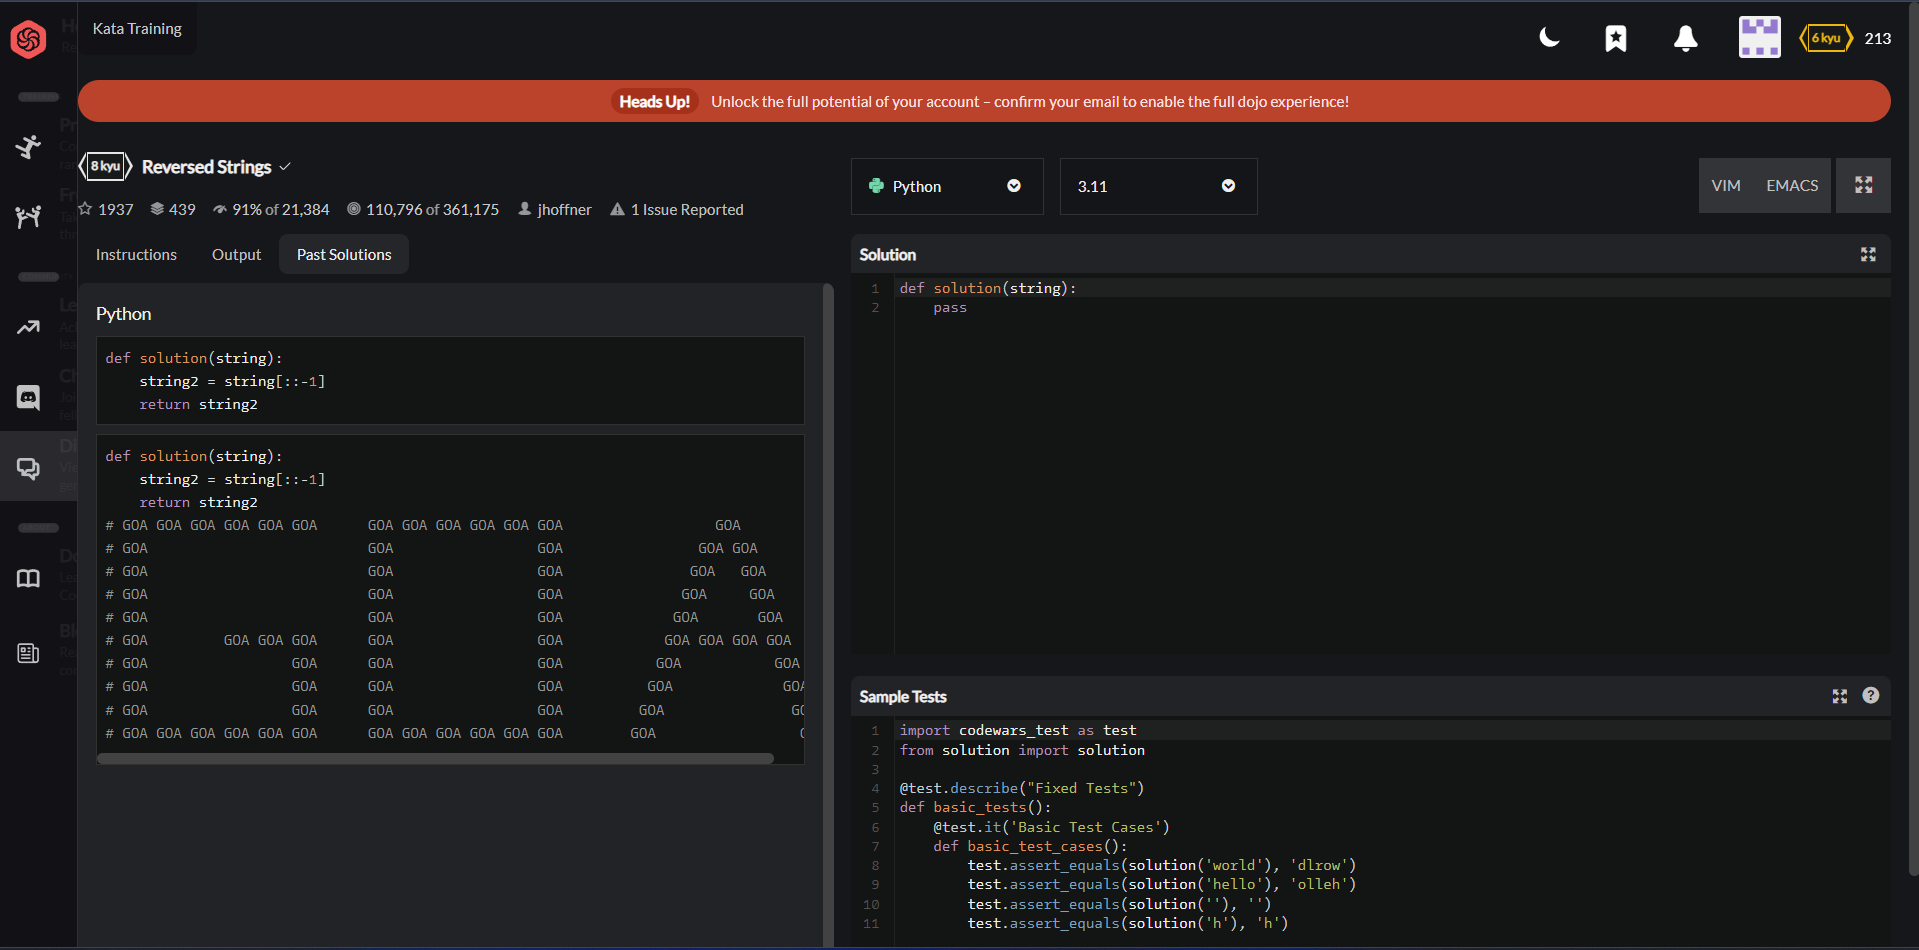 Kata Training
6 kyu 213
Heads Up! Unlock the full potential of your account – confirm your email to enable the full dojo experience!
8 kyu Reversed Strings
1937 439 91% of 21,384 110,796 of 361,175 jhoffner 1 Issue Reported
Instructions Output Past Solutions
Python
def solution(string):
    string2 = string[::-1]
    return string2
def solution(string):
    string2 = string[::-1]
    return string2
# GOA GOA GOA GOA GOA GOA      GOA GOA GOA GOA GOA GOA                  GOA
# GOA                          GOA                 GOA                GOA GOA
# GOA                          GOA                 GOA               GOA   GOA
# GOA                          GOA                 GOA              GOA     GOA
# GOA                          GOA                 GOA             GOA       GOA
# GOA         GOA GOA GOA      GOA                 GOA            GOA GOA GOA GOA
# GOA                 GOA      GOA                 GOA           GOA           GOA
# GOA                 GOA      GOA                 GOA          GOA             GOA
# GOA                 GOA      GOA                 GOA         GOA               GO
# GOA GOA GOA GOA GOA GOA      GOA GOA GOA GOA GOA GOA        GOA
Python 3.11 VIM EMACS
Solution
1 def solution(string):
2     pass
Sample Tests
1 import codewars_test as test
2 from solution import solution
3
4 @test.describe("Fixed Tests")
5 def basic_tests():
6     @test.it('Basic Test Cases')
7     def basic_test_cases():
8         test.assert_equals(solution('world'), 'dlrow')
9         test.assert_equals(solution('hello'), 'olleh')
10         test.assert_equals(solution(''), '')
11         test.assert_equals(solution('h'), 'h')